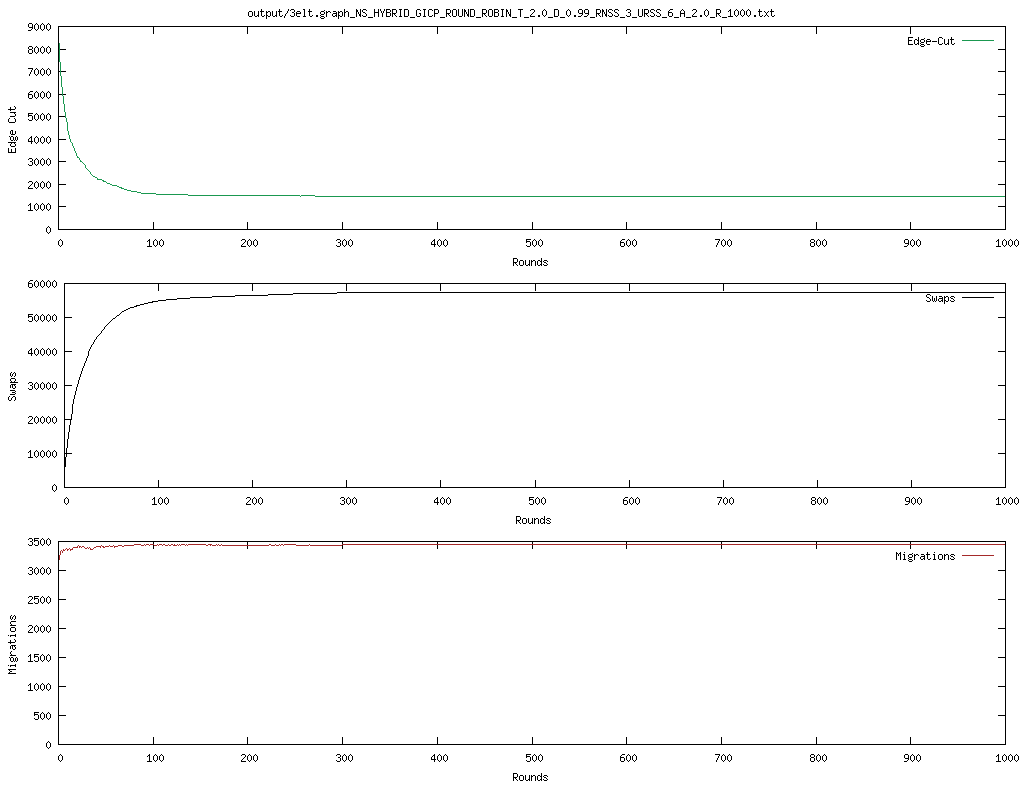 output/3elt.graph_NS_HYBRID_GICP_ROUND_ROBIN_T_2.0_D_0.99_RNSS_3_URSS_6_A_2.0_R_1000.txt
9000
8000
7000
6000
5000
4000
3000
2000
1000
0
Edge Cut
Edge-Cut
0 100 200 300 400 500 600 700 800 900 1000
Rounds
60000
50000
40000
30000
20000
10000
0
Swaps
Swaps
0 100 200 300 400 500 600 700 800 900 1000
Rounds
3500
3000
2500
2000
1500
1000
500
0
Migrations
Migrations
0 100 200 300 400 500 600 700 800 900 1000
Rounds